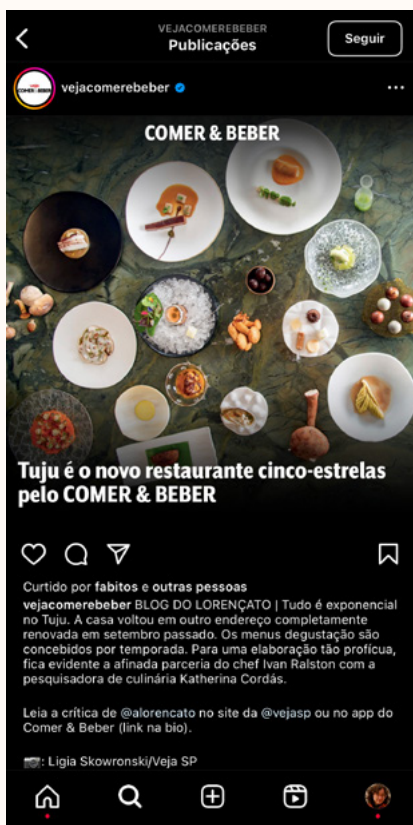 VEJACOMEREBEBER
Publicações
Seguir
vejacomerebeber
COMER & BEBER
COMER & BEBER
Tuju é o novo restaurante cinco-estrelas
pelo COMER & BEBER
Curtido por fabitos e outras pessoas
vejacomerebeber BLOG DO LORENÇATO | Tudo é exponencial
no Tuju. A casa voltou em outro endereço completamente
renovada em setembro passado. Os menus degustação são
concebidos por temporada. Para uma elaboração tão profícua,
fica evidente a afinada parceria do chef Ivan Ralston com a
pesquisadora de culinária Katherina Cordás.
Leia a crítica de @alorencato no site da @vejasp ou no app do
Comer & Beber (link na bio).
: Ligia Skowronski/Veja SP